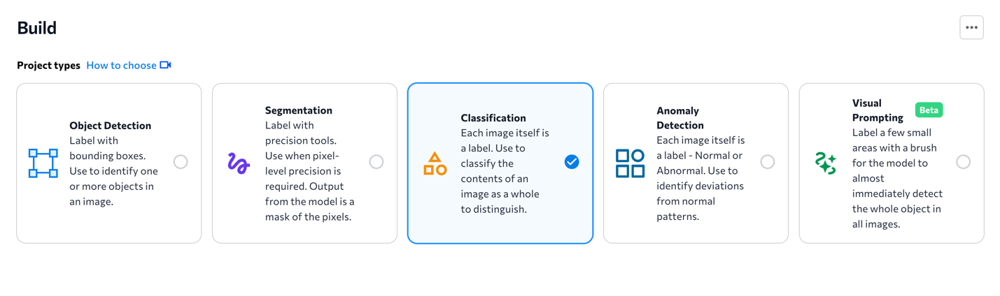 Build
Project types How to choose
Object Detection
Label with
bounding boxes.
Use to identify one
or more objects in
an image.
Segmentation
Label with
precision tools.
Use when pixel-
level precision is
required. Output
from the model is a
mask of the pixels.
Classification
Each image itself is
a label. Use to
classify the
contents of an
image as a whole
to distinguish.
Anomaly
Detection
Each image itself is
a label - Normal or
Abnormal. Use to
identify deviations
from normal
patterns.
Visual
Prompting
Beta
Label a few small
areas with a brush
for the model to
almost
immediately detect
the whole object in
all images.